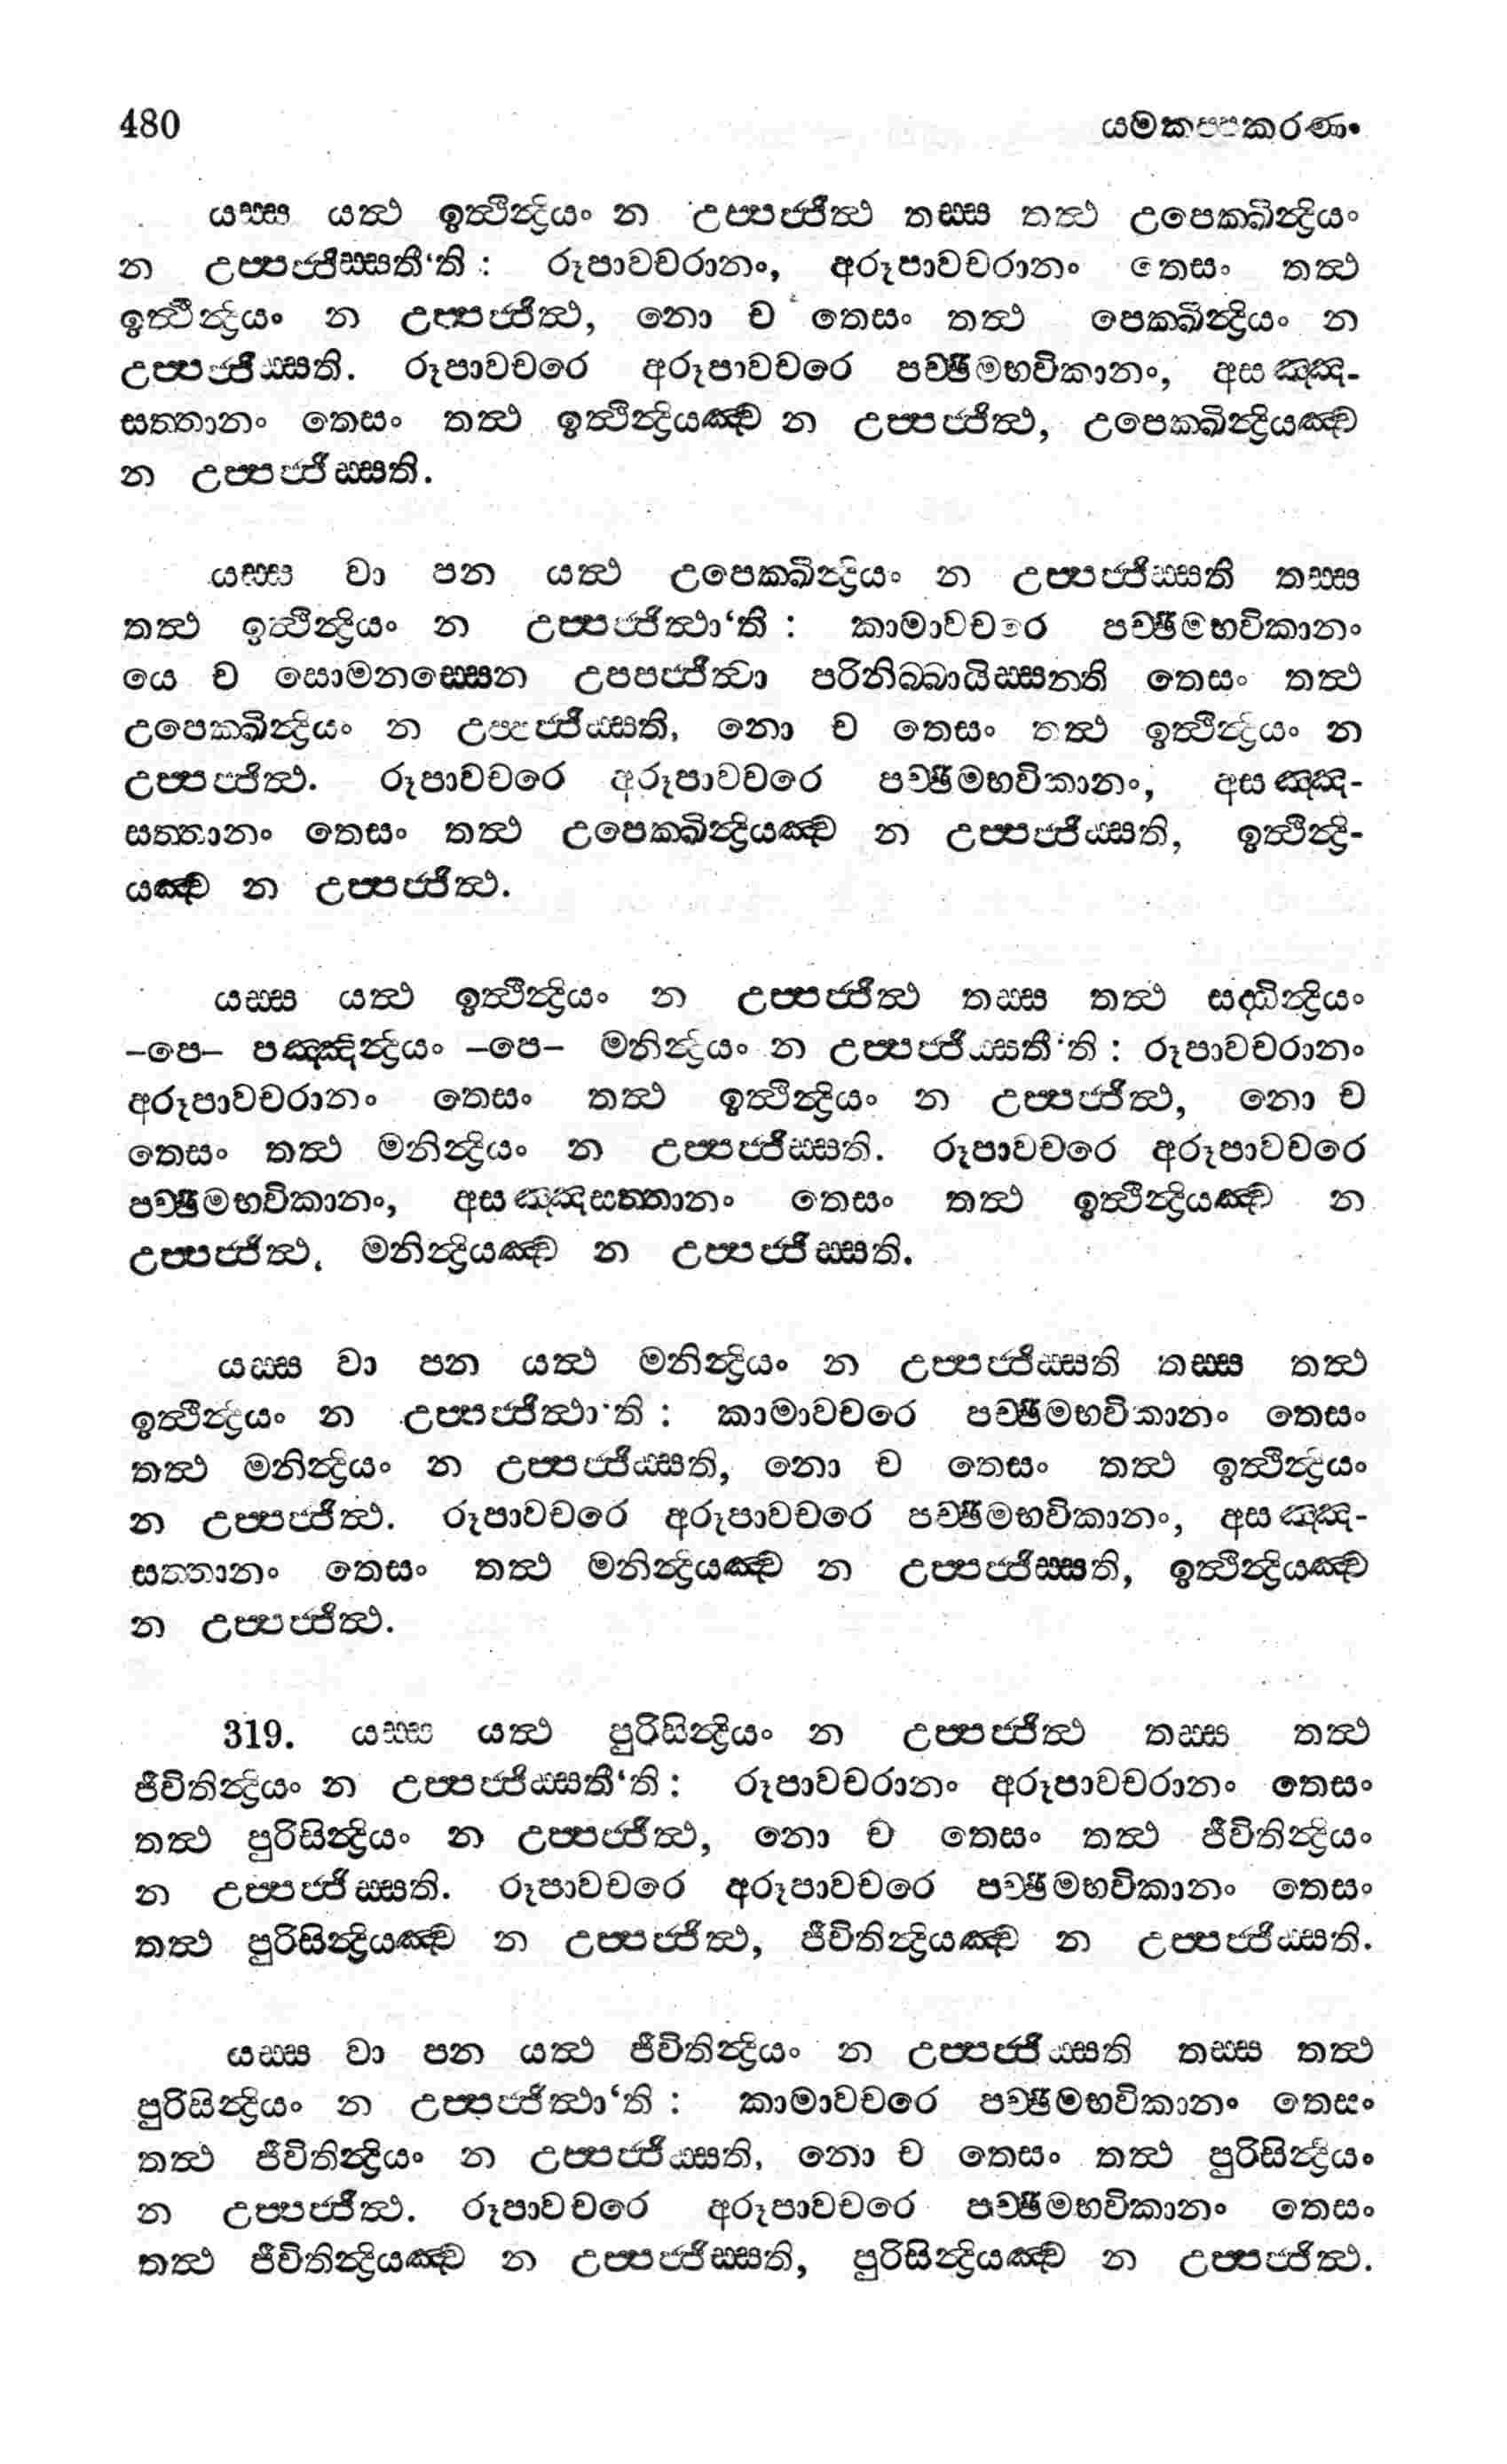 480 යමකප්පකරණං
යස්ස යත්ථ ඉත්ථින්ද්‍රියං න උප්පජ්ජිත්ථ තස්ස තත්ථ උපෙක්ඛින්ද්‍රියං
න උප්පජ්ජිස්සතී‘ති : රූපාවචරානං, අරූපාවචරානං තෙසං තත්ථ
ඉත්ථින්ද්‍රියං න උප්පජ්ජිත්ථ, නො ච තෙසං තත්ථ පෙක්ඛින්ද්‍රියං න
උප්පජ්ජිස්සති. රූපාවචරෙ අරූපාවචරෙ පච්ඡිමභවිකානං, අසඤ්ඤ-
සත්තානං තෙසං තත්ථ ඉත්ථින්ද්‍රියඤ්ච න උප්පජ්ජිත්ථ, උපෙක්ඛින්ද්‍රියඤ්ච
න උප්පජ්ජිස්සති.
යස්ස වා පන යත්ථ උපෙක්ඛින්ද්‍රියං න උප්පජ්ජිස්සති තස්ස
තත්ථ ඉත්ථින්ද්‍රියං න උප්පජ්ජිත්ථා‘ති : කාමාවචරෙ පච්ඡිමභවිකානං
යෙ ච සොමනස්සෙන උපපජ්ජිත්වා පරිනිබ්බායිස්සන්ති තෙසං තත්ථ
උපෙක්ඛින්ද්‍රියං න උප්පජ්ජිස්සති, නො ච තෙසං තත්ථ ඉත්ථින්ද්‍රියං න
උප්පජ්ජිත්ථ. රූපාවචරෙ අරූපාවචරෙ පච්ඡිමභවිකානං, අසඤ්ඤ-
සත්තානං තෙසං තත්ථ උපෙක්ඛින්ද්‍රියඤ්ච න උප්පජ්ජිස්සති, ඉත්ථින්ද්‍රි-
යඤ්ච න උප්පජ්ජිත්ථ.
යස්ස යත්ථ ඉත්ථින්ද්‍රියං න උප්පජ්ජිත්ථ තස්ස තත්ථ සද්ධින්ද්‍රියං
–පෙ– පඤ්ඤින්ද්‍රියං –පෙ– මනින්ද්‍රියං න උප්පජ්ජිස්සතී‘ති : රූපාවචරානං
අරූපාවචරානං තෙසං තත්ථ ඉත්ථින්ද්‍රියං න උප්පජ්ජිත්ථ, නො ච
තෙසං තත්ථ මනින්ද්‍රියං න උප්පජ්ජිස්සති. රූපාවචරෙ අරූපාවචරෙ
පච්ඡිමභවිකානං, අසඤ්ඤසත්තානං තෙසං තත්ථ ඉත්ථින්ද්‍රියඤ්ච න
උප්පජ්ජිත්ථ, මනින්ද්‍රියඤ්ච න උප්පජ්ජිස්සති.
යස්ස වා පන යත්ථ මනින්ද්‍රියං න උප්පජ්ජිස්සති තස්ස තත්ථ
ඉත්ථින්ද්‍රියං න උප්පජ්ජිත්ථා‘ති : කාමාවචරෙ පච්ඡිමභවිකානං තෙසං
තත්ථ මනින්ද්‍රියං න උප්පජ්ජිස්සති, නො ච තෙසං තත්ථ ඉත්ථින්ද්‍රියං
න උප්පජ්ජිත්ථ. රූපාවචරෙ අරූපාවචරෙ පච්ඡිමභවිකානං, අසඤ්ඤ-
සත්තානං තෙසං තත්ථ මනින්ද්‍රියඤ්ච න උප්පජ්ජිස්සති, ඉත්ථින්ද්‍රියඤ්ච
න උප්පජ්ජිත්ථ.
319. යස්ස යත්ථ පුරිසින්ද්‍රියං න උප්පජ්ජිත්ථ තස්ස තත්ථ
ජීවිතින්ද්‍රියං න උප්පජ්ජිස්සතී‘ති : රූපාවචරානං අරූපාවචරානං තෙසං
තත්ථ පුරිසින්ද්‍රියං න උප්පජ්ජිත්ථ, නො ච තෙසං තත්ථ ජීවිතින්ද්‍රියං
න උප්පජ්ජිස්සති. රූපාවචරෙ අරූපාවචරෙ පච්ඡිමභවිකානං තෙසං
තත්ථ පුරිසින්ද්‍රියඤ්ච න උප්පජ්ජිත්ථ, ජීවිතින්ද්‍රියඤ්ච න උප්පජ්ජිස්සති.
යස්ස වා පන යත්ථ ජීවිතින්ද්‍රියං න උප්පජ්ජිස්සති තස්ස තත්ථ
පුරිසින්ද්‍රියං න උප්පජ්ජිත්ථා‘ති : කාමාවචරෙ පච්ඡිමභවිකානං තෙසං
තත්ථ ජීවිතින්ද්‍රියං න උප්පජ්ජිස්සති, නො ච තෙසං තත්ථ පුරිසින්ද්‍රියං
න උප්පජ්ජිත්ථ. රූපාවචරෙ අරූපාවචරෙ පච්ඡිමභවිකානං තෙසං
තත්ථ ජීවිතින්ද්‍රියඤ්ච න උප්පජ්ජිස්සති, පුරිසින්ද්‍රියඤ්ච න උප්පජ්ජිත්ථ.